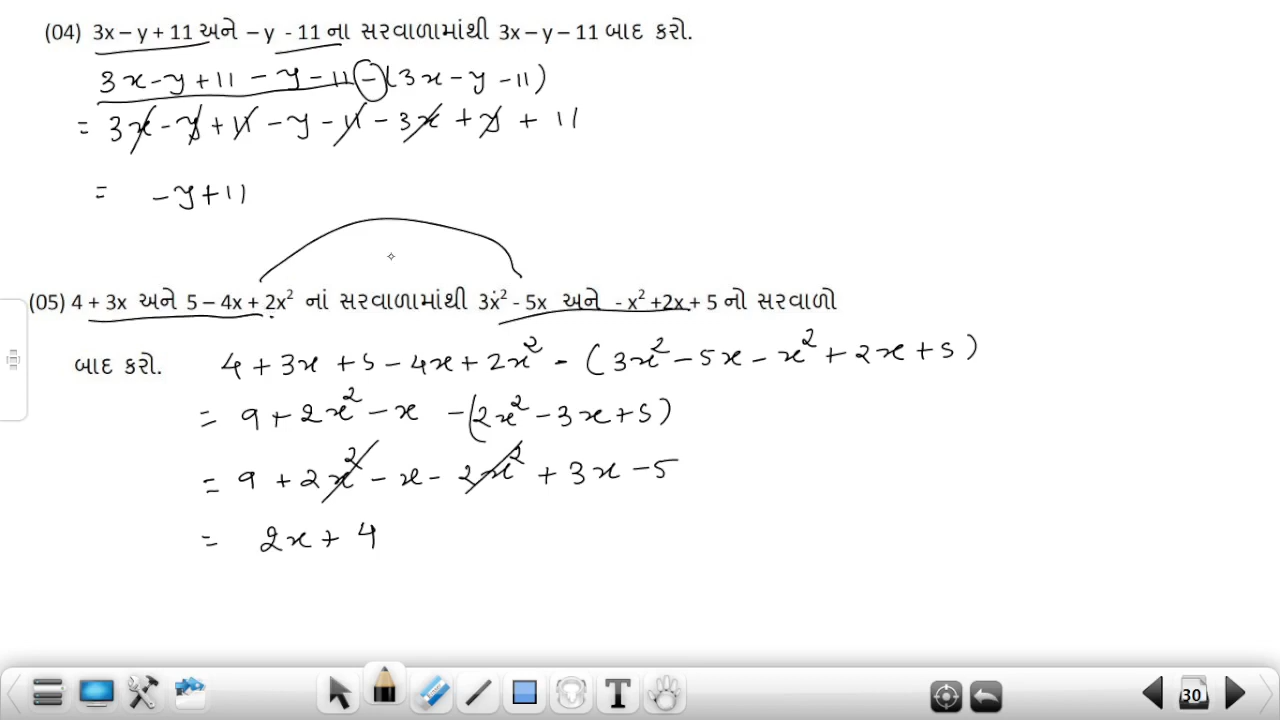 (04) 3x – y + 11 અને – y - 11 ના સરવાળામાંથી 3x – y – 11 બાદ કરો.
3x - y + 11 - y - 11 - (3x - y - 11)
= 3x - y + 11 - y - 11 - 3x + y + 11
= - y + 11
(05) 4 + 3x અને 5 – 4x + 2x² નાં સરવાળામાંથી 3x² - 5x અને - x² +2x + 5 નો સરવાળો
બાદ કરો. 4 + 3x + 5 - 4x + 2x² - (3x² - 5x - x² + 2x + 5)
= 9 + 2x² - x - (2x² - 3x + 5)
= 9 + 2x² - x - 2x² + 3x - 5
= 2x + 4
T 30